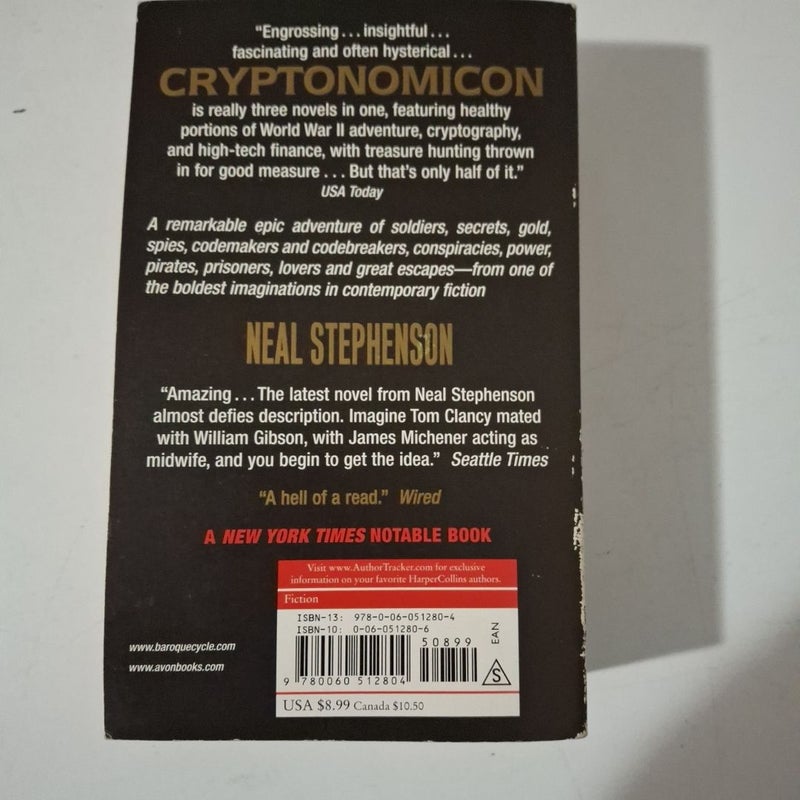 “Engrossing . . . insightful . . .
fascinating and often hysterical . . .
CRYPTONOMICON
is really three novels in one, featuring healthy
portions of World War II adventure, cryptography,
and high-tech finance, with treasure hunting thrown
in for good measure . . . But that’s only half of it.”
USA Today
A remarkable epic adventure of soldiers, secrets, gold,
spies, codemakers and codebreakers, conspiracies, power,
pirates, prisoners, lovers and great escapes—from one of
the boldest imaginations in contemporary fiction
NEAL STEPHENSON
“Amazing . . . The latest novel from Neal Stephenson
almost defies description. Imagine Tom Clancy mated
with William Gibson, with James Michener acting as
midwife, and you begin to get the idea.” Seattle Times
“A hell of a read.” Wired
A NEW YORK TIMES NOTABLE BOOK
Visit www.AuthorTracker.com for exclusive
information on your favorite HarperCollins authors.
Fiction
ISBN-13: 978-0-06-051280-4
ISBN-10: 0-06-051280-6
50899
EAN
S
9 780060 512804
USA $8.99 Canada $10.50
www.baroquecycle.com
www.avonbooks.com